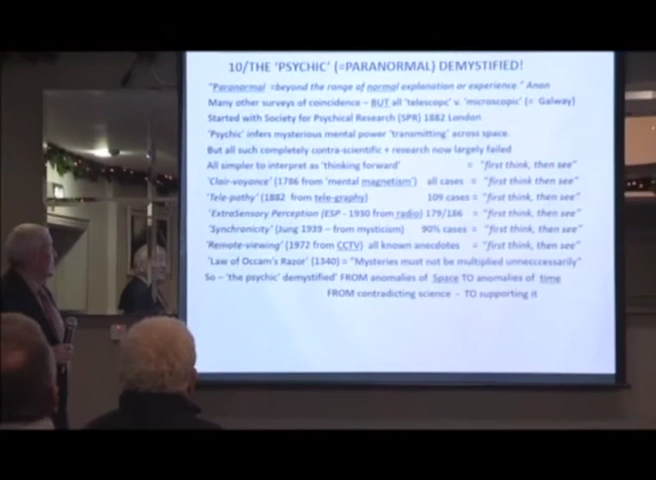 10/THE 'PSYCHIC' (=PARANORMAL) DEMYSTIFIED!
"Paranormal =beyond the range of normal explanation or experience." Anon
Many other surveys of coincidence – BUT all 'telescopc' v. 'microscopic' (= Galway)
Started with Society for Psychical Research (SPR) 1882 London
'Psychic' infers mysterious mental power 'transmitting' across space.
But all such completely contra-scientific + research now largely failed
All simpler to interpret as 'thinking forward' = "first think, then see"
'Clair-voyance' (1786 from 'mental magnetism') all cases = "first think, then see"
'Tele-pathy' (1882 from tele-graphy) 109 cases = "first think, then see"
'ExtraSensory Perception (ESP - 1930 from radio) 179/186 = "first think, then see"
'Synchronicity' (Jung 1939 – from mysticism) 90% cases = "first think, then see"
'Remote-viewing' (1972 from CCTV) all known anecdotes = "first think, then see"
'Law of Occam's Razor' (1340) = "Mysteries must not be multiplied unneccessarily"
So – 'the psychic' demystified' FROM anomalies of Space TO anomalies of time
FROM contradicting science - TO supporting it